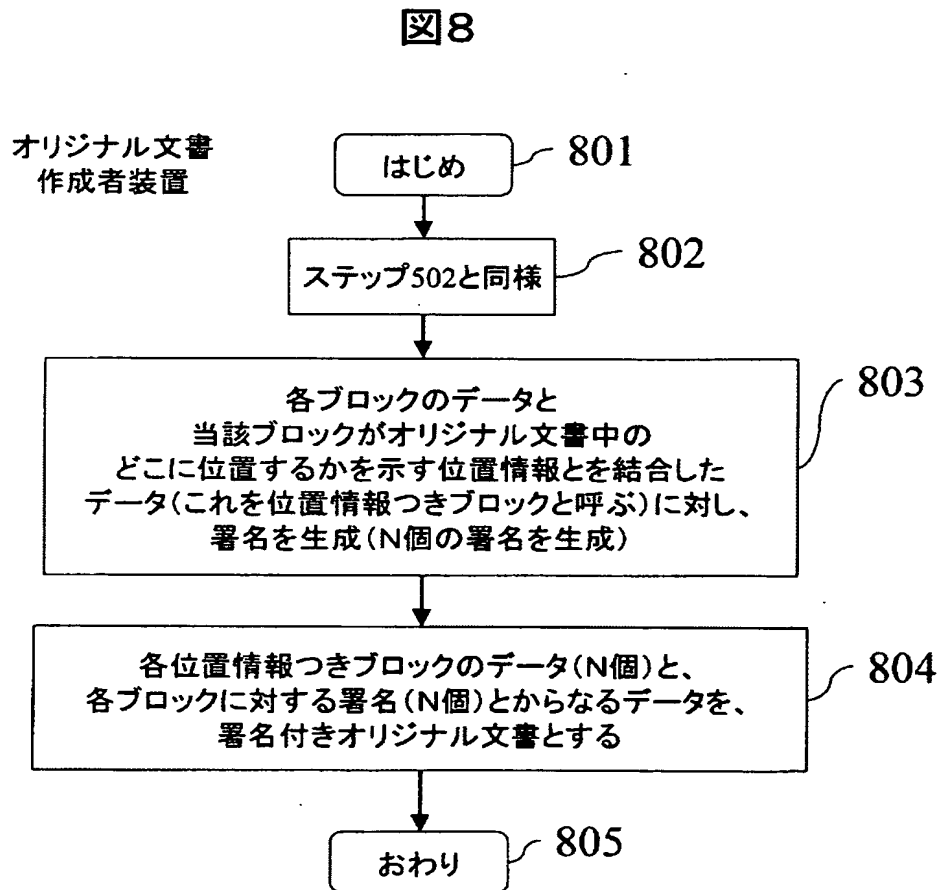 図8
オリジナル文書
作成者装置
はじめ
801
ステップ502と同様
802
各ブロックのデータと
当該ブロックがオリジナル文書中の
どこに位置するかを示す位置情報とを結合した
データ(これを位置情報つきブロックと呼ぶ)に対し、
署名を生成(N個の署名を生成)
803
各位置情報つきブロックのデータ(N個)と、
各ブロックに対する署名(N個)とからなるデータを、
署名付きオリジナル文書とする
804
おわり
805